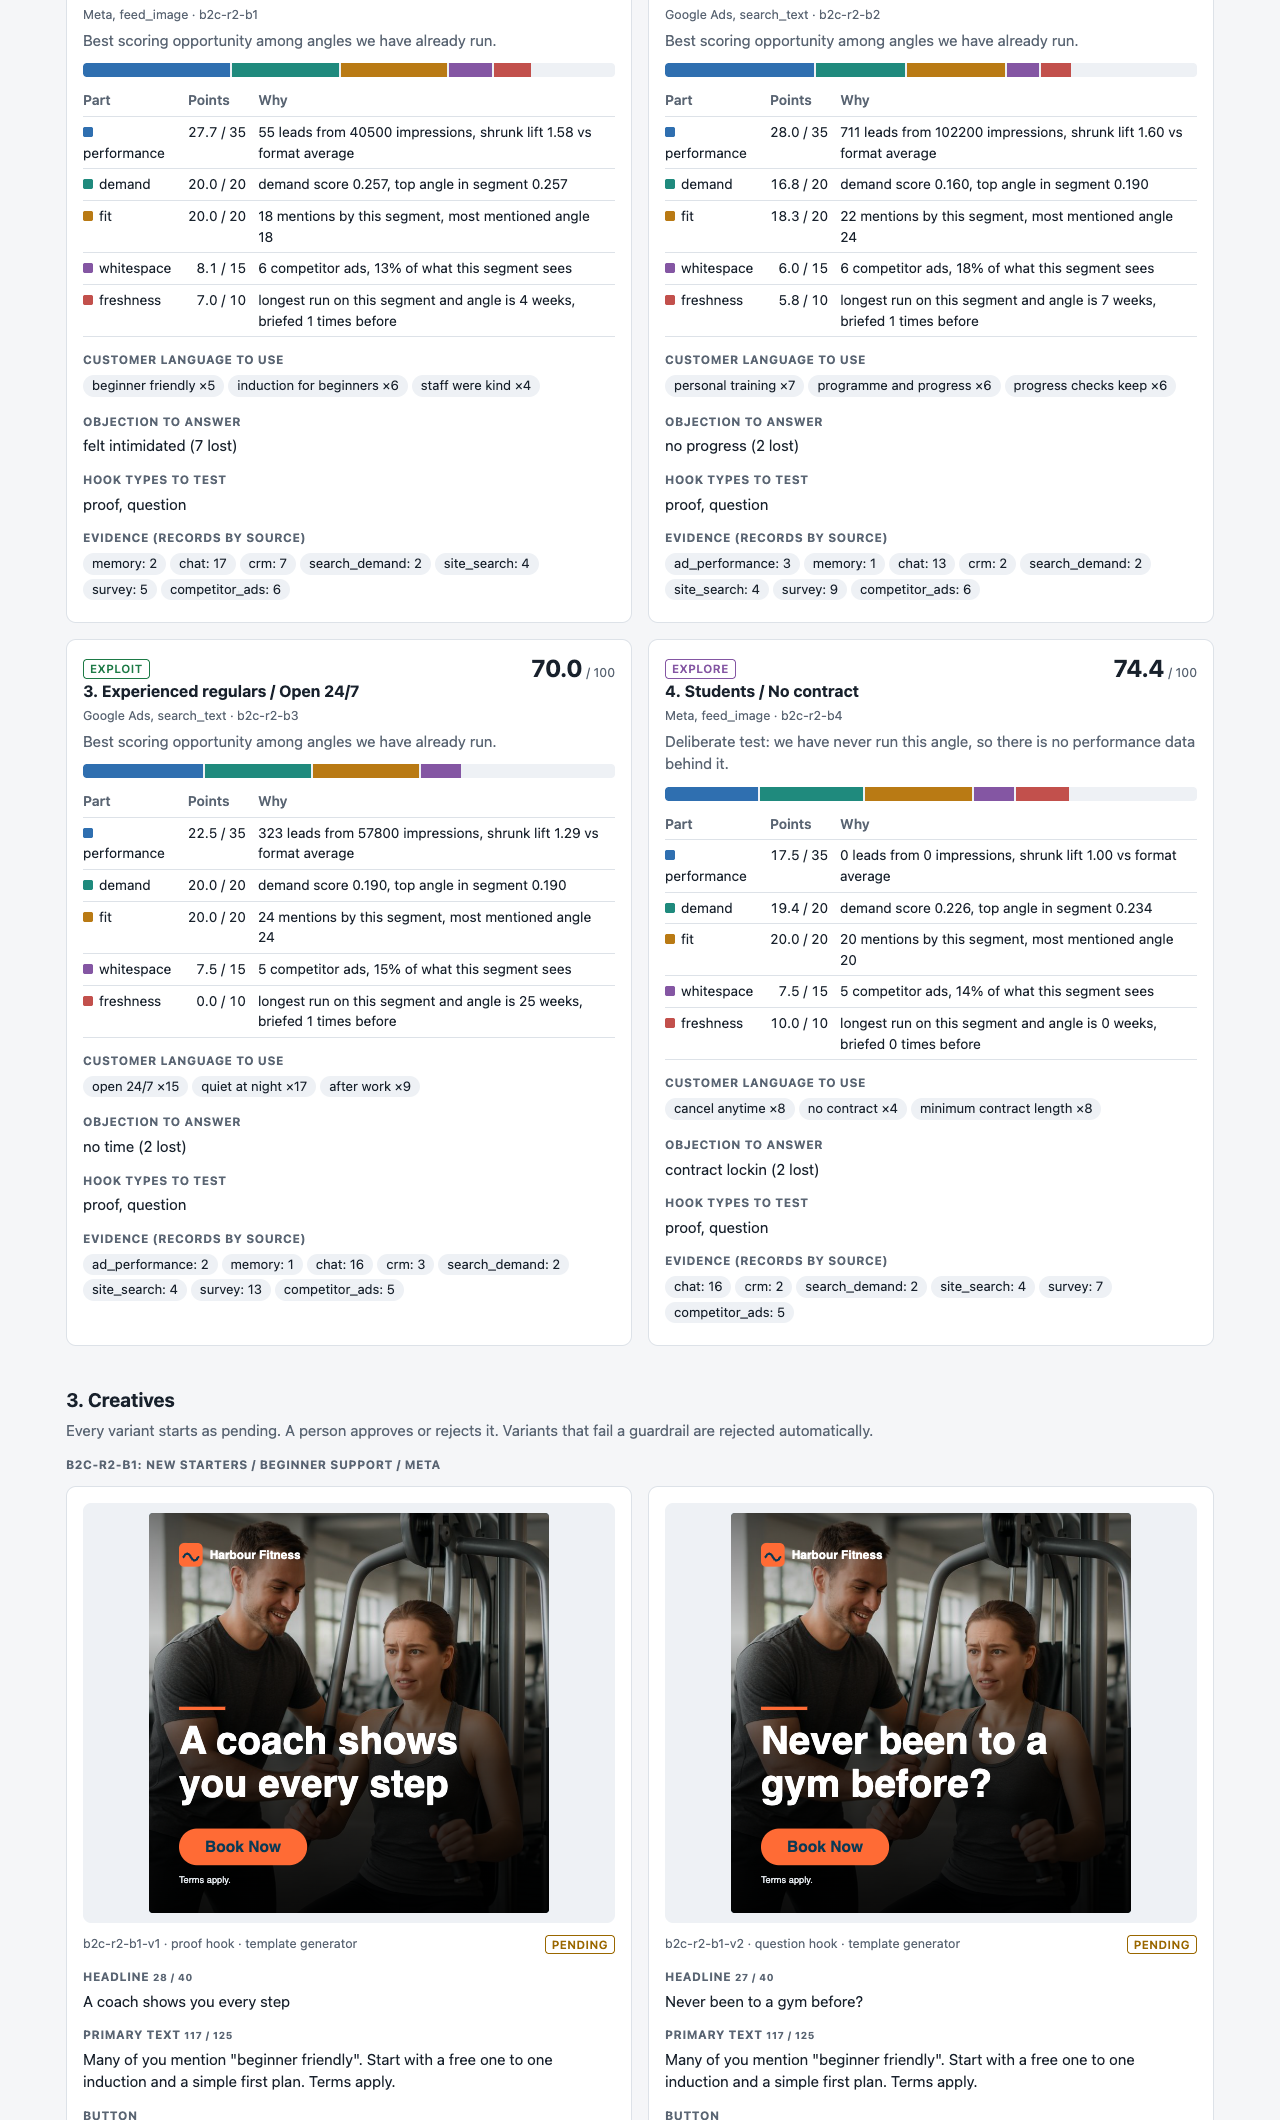 Meta, feed_image · b2c-r2-b1
Best scoring opportunity among angles we have already run.
Part Points Why
performance 27.7 / 35 55 leads from 40500 impressions, shrunk lift 1.58 vs
format average
demand 20.0 / 20 demand score 0.257, top angle in segment 0.257
fit 20.0 / 20 18 mentions by this segment, most mentioned angle
18
whitespace 8.1 / 15 6 competitor ads, 13% of what this segment sees
freshness 7.0 / 10 longest run on this segment and angle is 4 weeks,
briefed 1 times before
CUSTOMER LANGUAGE TO USE
beginner friendly ×5 induction for beginners ×6 staff were kind ×4
OBJECTION TO ANSWER
felt intimidated (7 lost)
HOOK TYPES TO TEST
proof, question
EVIDENCE (RECORDS BY SOURCE)
memory: 2 chat: 17 crm: 7 search_demand: 2 site_search: 4
survey: 5 competitor_ads: 6
Google Ads, search_text · b2c-r2-b2
Best scoring opportunity among angles we have already run.
Part Points Why
performance 28.0 / 35 711 leads from 102200 impressions, shrunk lift 1.60 vs
format average
demand 16.8 / 20 demand score 0.160, top angle in segment 0.190
fit 18.3 / 20 22 mentions by this segment, most mentioned angle
24
whitespace 6.0 / 15 6 competitor ads, 18% of what this segment sees
freshness 5.8 / 10 longest run on this segment and angle is 7 weeks,
briefed 1 times before
CUSTOMER LANGUAGE TO USE
personal training ×7 programme and progress ×6 progress checks keep ×6
OBJECTION TO ANSWER
no progress (2 lost)
HOOK TYPES TO TEST
proof, question
EVIDENCE (RECORDS BY SOURCE)
ad_performance: 3 memory: 1 chat: 13 crm: 2 search_demand: 2
site_search: 4 survey: 9 competitor_ads: 6
EXPLOIT 70.0 / 100
3. Experienced regulars / Open 24/7
Google Ads, search_text · b2c-r2-b3
Best scoring opportunity among angles we have already run.
Part Points Why
performance 22.5 / 35 323 leads from 57800 impressions, shrunk lift 1.29 vs
format average
demand 20.0 / 20 demand score 0.190, top angle in segment 0.190
fit 20.0 / 20 24 mentions by this segment, most mentioned angle
24
whitespace 7.5 / 15 5 competitor ads, 15% of what this segment sees
freshness 0.0 / 10 longest run on this segment and angle is 25 weeks,
briefed 1 times before
CUSTOMER LANGUAGE TO USE
open 24/7 ×15 quiet at night ×17 after work ×9
OBJECTION TO ANSWER
no time (2 lost)
HOOK TYPES TO TEST
proof, question
EVIDENCE (RECORDS BY SOURCE)
ad_performance: 2 memory: 1 chat: 16 crm: 3 search_demand: 2
site_search: 4 survey: 13 competitor_ads: 5
EXPLORE 74.4 / 100
4. Students / No contract
Meta, feed_image · b2c-r2-b4
Deliberate test: we have never run this angle, so there is no performance data
behind it.
Part Points Why
performance 17.5 / 35 0 leads from 0 impressions, shrunk lift 1.00 vs format
average
demand 19.4 / 20 demand score 0.226, top angle in segment 0.234
fit 20.0 / 20 20 mentions by this segment, most mentioned angle
20
whitespace 7.5 / 15 5 competitor ads, 14% of what this segment sees
freshness 10.0 / 10 longest run on this segment and angle is 0 weeks,
briefed 0 times before
CUSTOMER LANGUAGE TO USE
cancel anytime ×8 no contract ×4 minimum contract length ×8
OBJECTION TO ANSWER
contract lockin (2 lost)
HOOK TYPES TO TEST
proof, question
EVIDENCE (RECORDS BY SOURCE)
chat: 16 crm: 2 search_demand: 2 site_search: 4 survey: 7
competitor_ads: 5
3. Creatives
Every variant starts as pending. A person approves or rejects it. Variants that fail a guardrail are rejected automatically.
B2C-R2-B1: NEW STARTERS / BEGINNER SUPPORT / META
Harbour Fitness
A coach shows
you every step
Book Now
Terms apply.
b2c-r2-b1-v1 · proof hook · template generator PENDING
HEADLINE 28 / 40
A coach shows you every step
PRIMARY TEXT 117 / 125
Many of you mention "beginner friendly". Start with a free one to one
induction and a simple first plan. Terms apply.
BUTTON
Harbour Fitness
Never been to a
gym before?
Book Now
Terms apply.
b2c-r2-b1-v2 · question hook · template generator PENDING
HEADLINE 27 / 40
Never been to a gym before?
PRIMARY TEXT 117 / 125
Many of you mention "beginner friendly". Start with a free one to one
induction and a simple first plan. Terms apply.
BUTTON